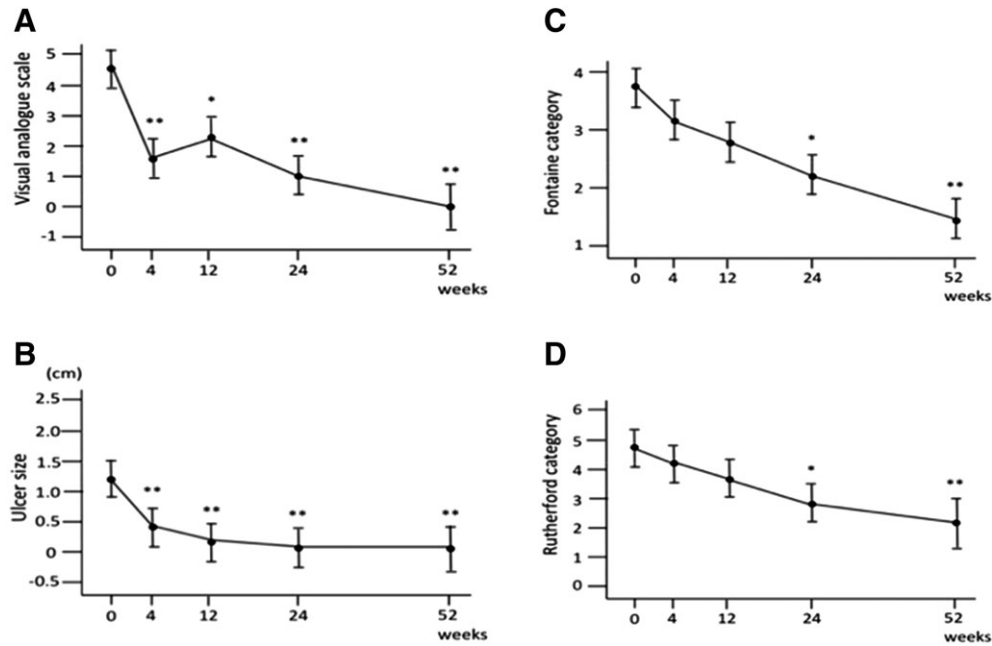 A
Visual analogue scale
5
4
3
2
1
0
-1
**
*
**
**
0 4 12 24 52
weeks
B
(cm)
Ulcer size
2.5
2.0
1.5
1.0
0.5
0
-0.5
**
**
**
**
0 4 12 24 52
weeks
C
Fontaine category
4
3
2
1
*
**
0 4 12 24 52
weeks
D
Rutherford category
6
5
4
3
2
1
0
*
**
0 4 12 24 52
weeks